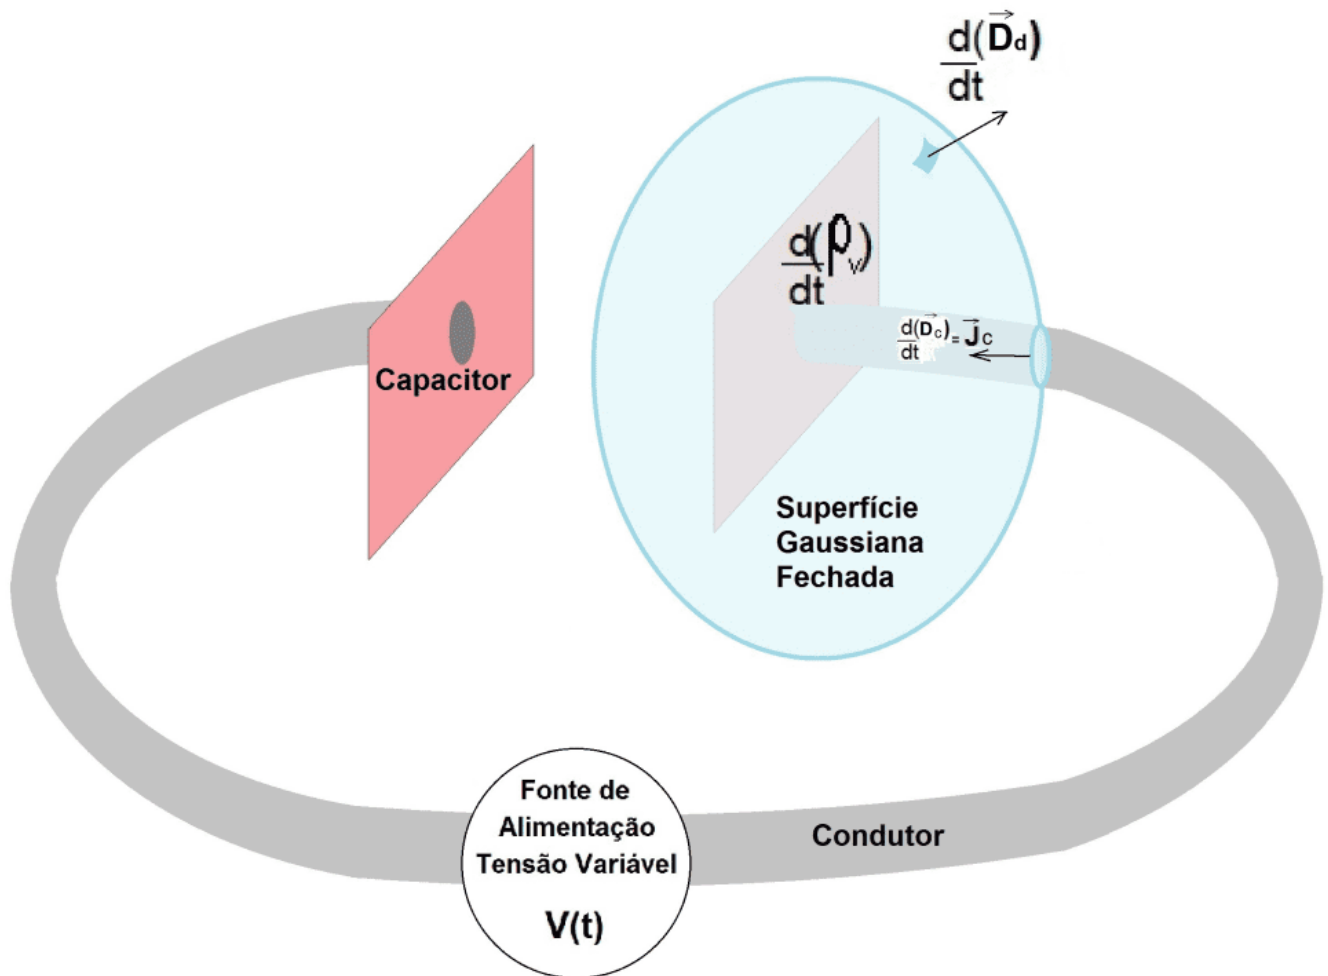 d(D⃗d)
dt
d(ρv)
dt
d(D⃗c) = J⃗c
dt
Capacitor
Superfície
Gaussiana
Fechada
Fonte de
Alimentação
Tensão Variável
V(t)
Condutor